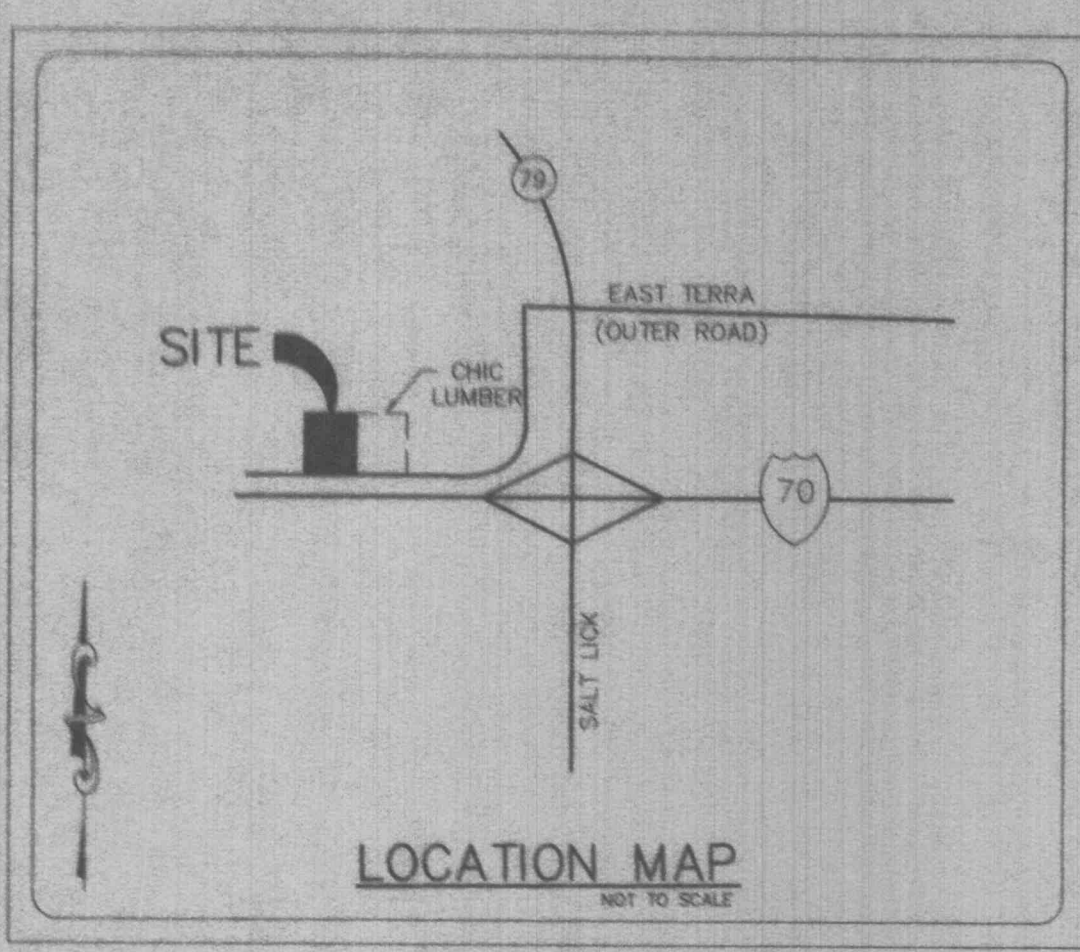 79
EAST TERRA
(OUTER ROAD)
SITE
CHIC
LUMBER
70
SALT LICK
LOCATION MAP
NOT TO SCALE